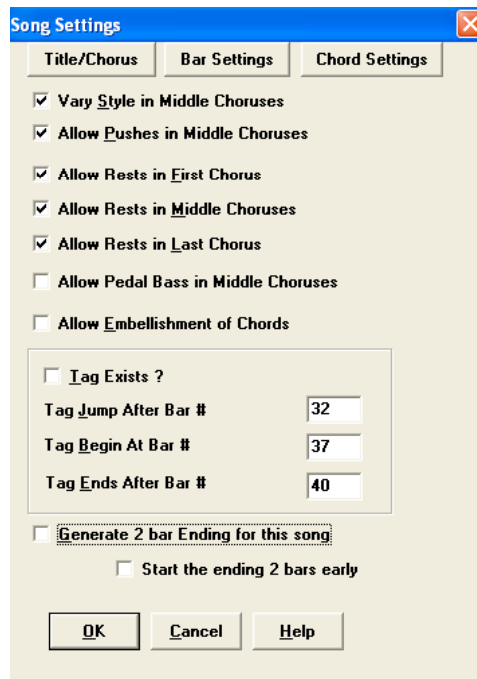 Song Settings
Title/Chorus Bar Settings Chord Settings
Vary Style in Middle Choruses
Allow Pushes in Middle Choruses
Allow Rests in First Chorus
Allow Rests in Middle Choruses
Allow Rests in Last Chorus
Allow Pedal Bass in Middle Choruses
Allow Embellishment of Chords
Tag Exists ?
Tag Jump After Bar # 32
Tag Begin At Bar # 37
Tag Ends After Bar # 40
Generate 2 bar Ending for this song
Start the ending 2 bars early
OK Cancel Help